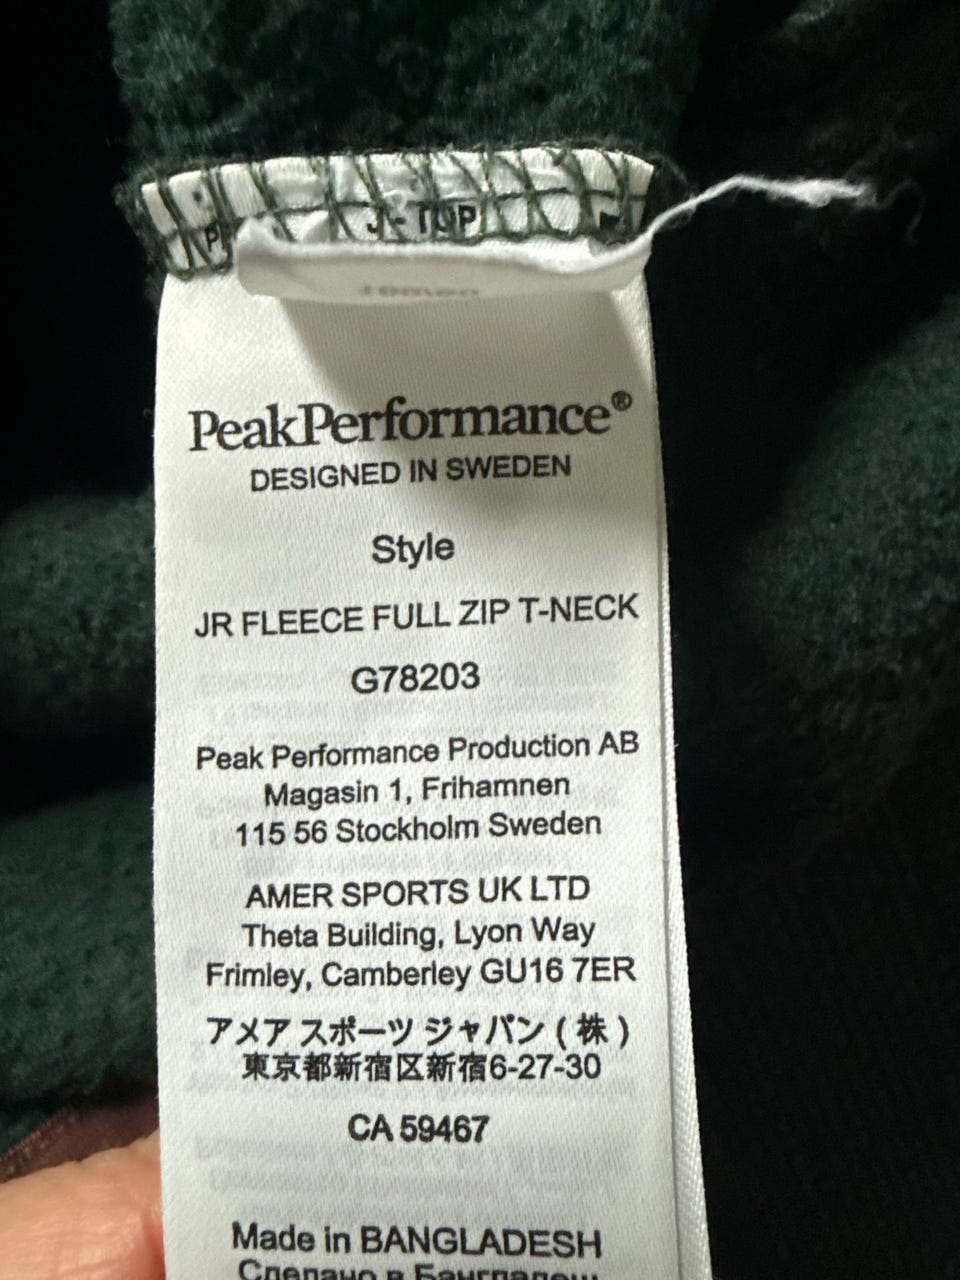 J - TOP
PeakPerformance®
DESIGNED IN SWEDEN
Style
JR FLEECE FULL ZIP T-NECK
G78203
Peak Performance Production AB
Magasin 1, Frihamnen
115 56 Stockholm Sweden
AMER SPORTS UK LTD
Theta Building, Lyon Way
Frimley, Camberley GU16 7ER
アメア スポーツ ジャパン ( 株 )
東京都新宿区新宿6-27-30
CA 59467
Made in BANGLADESH
Сделано в Бангладеш